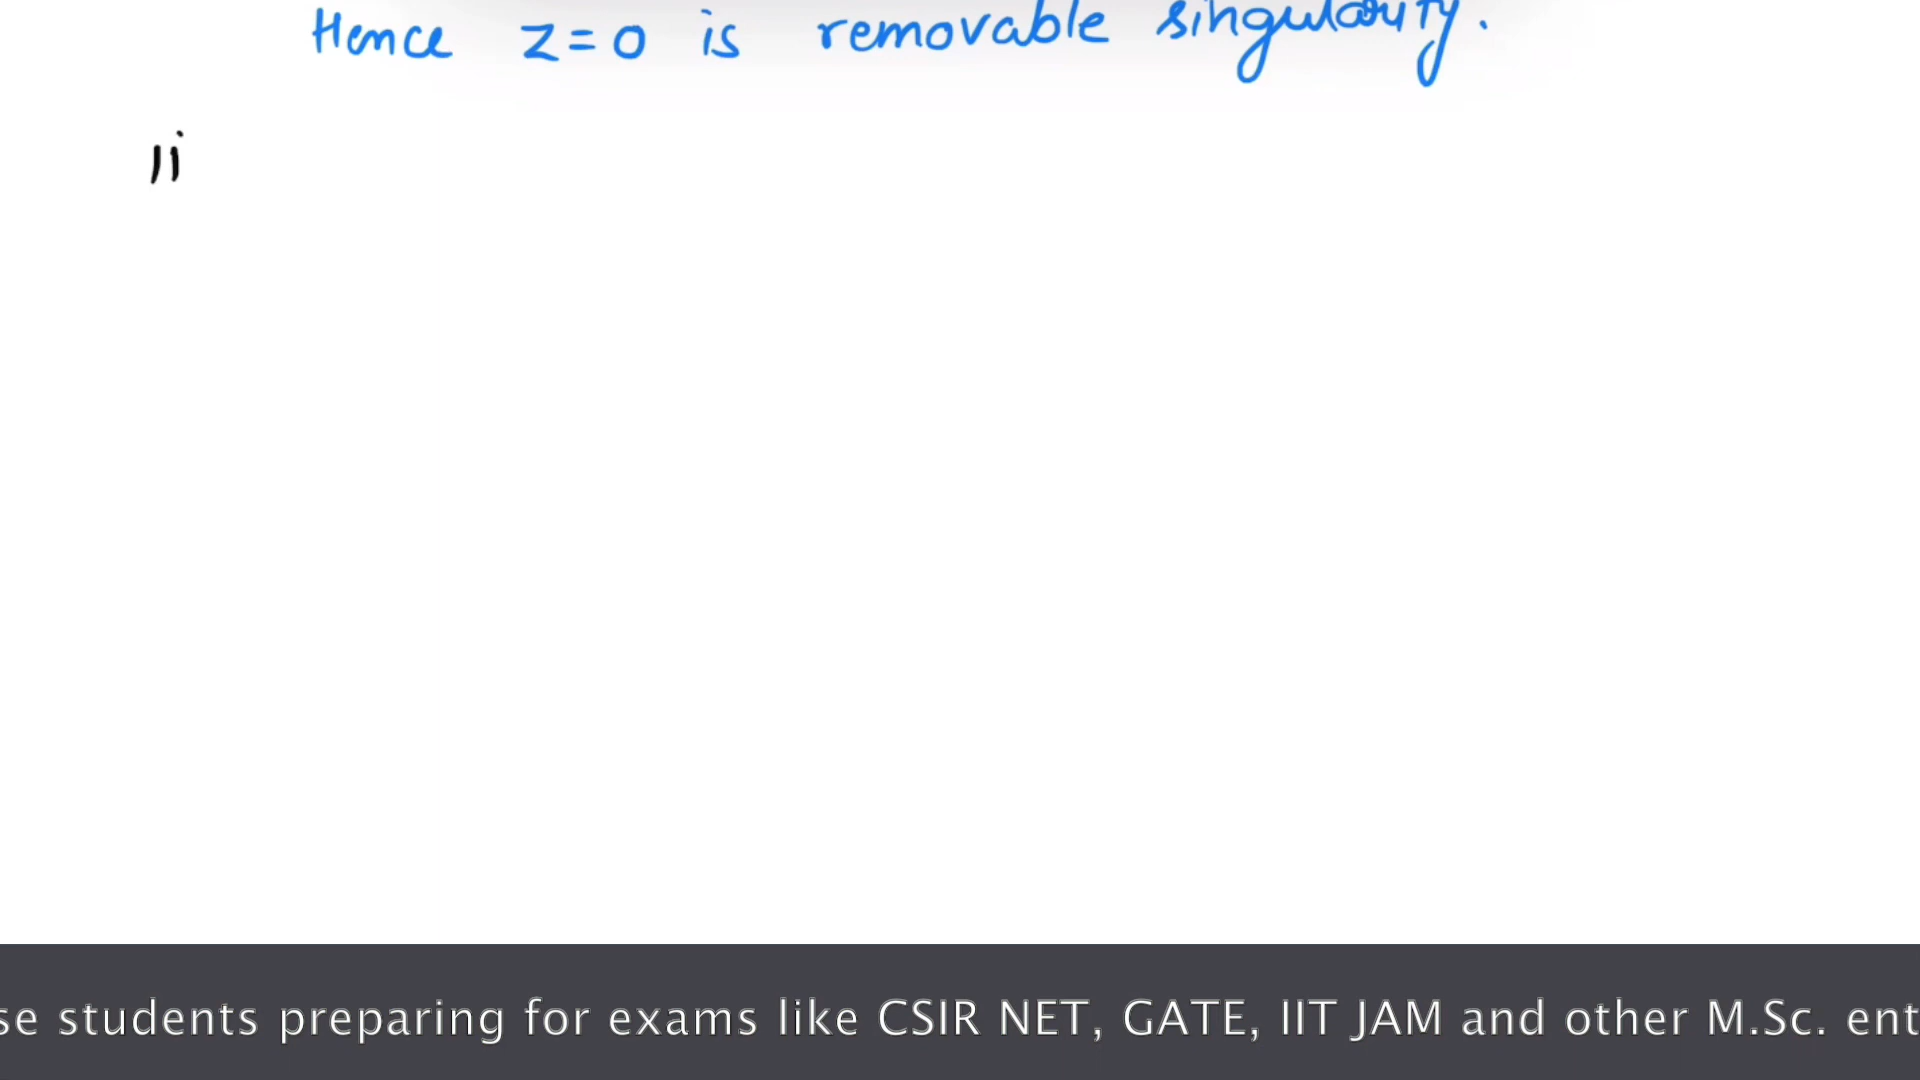 Hence z=0 is removable singularity.
ii
se students preparing for exams like CSIR NET, GATE, IIT JAM and other M.Sc. ent